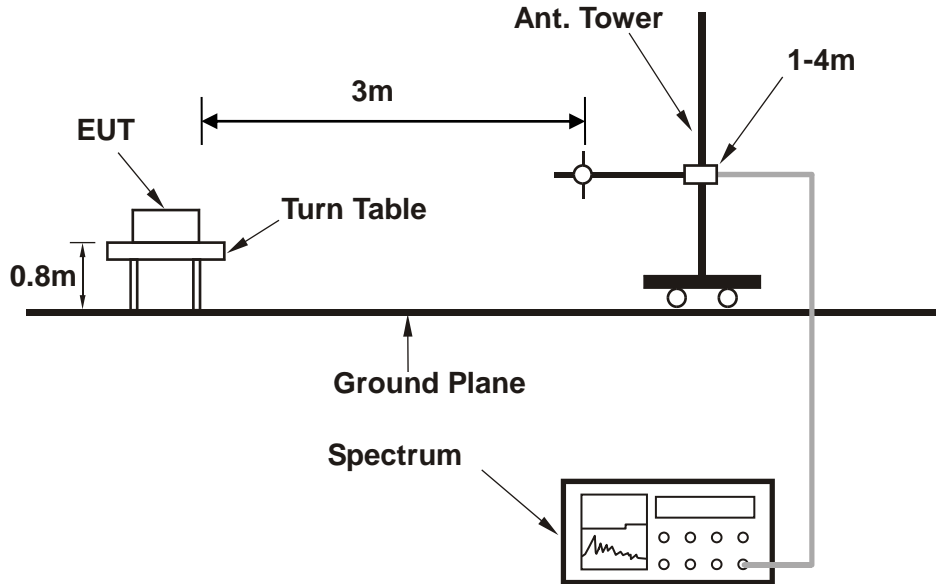 Ant. Tower
1-4m
3m
EUT
Turn Table
0.8m
Ground Plane
Spectrum